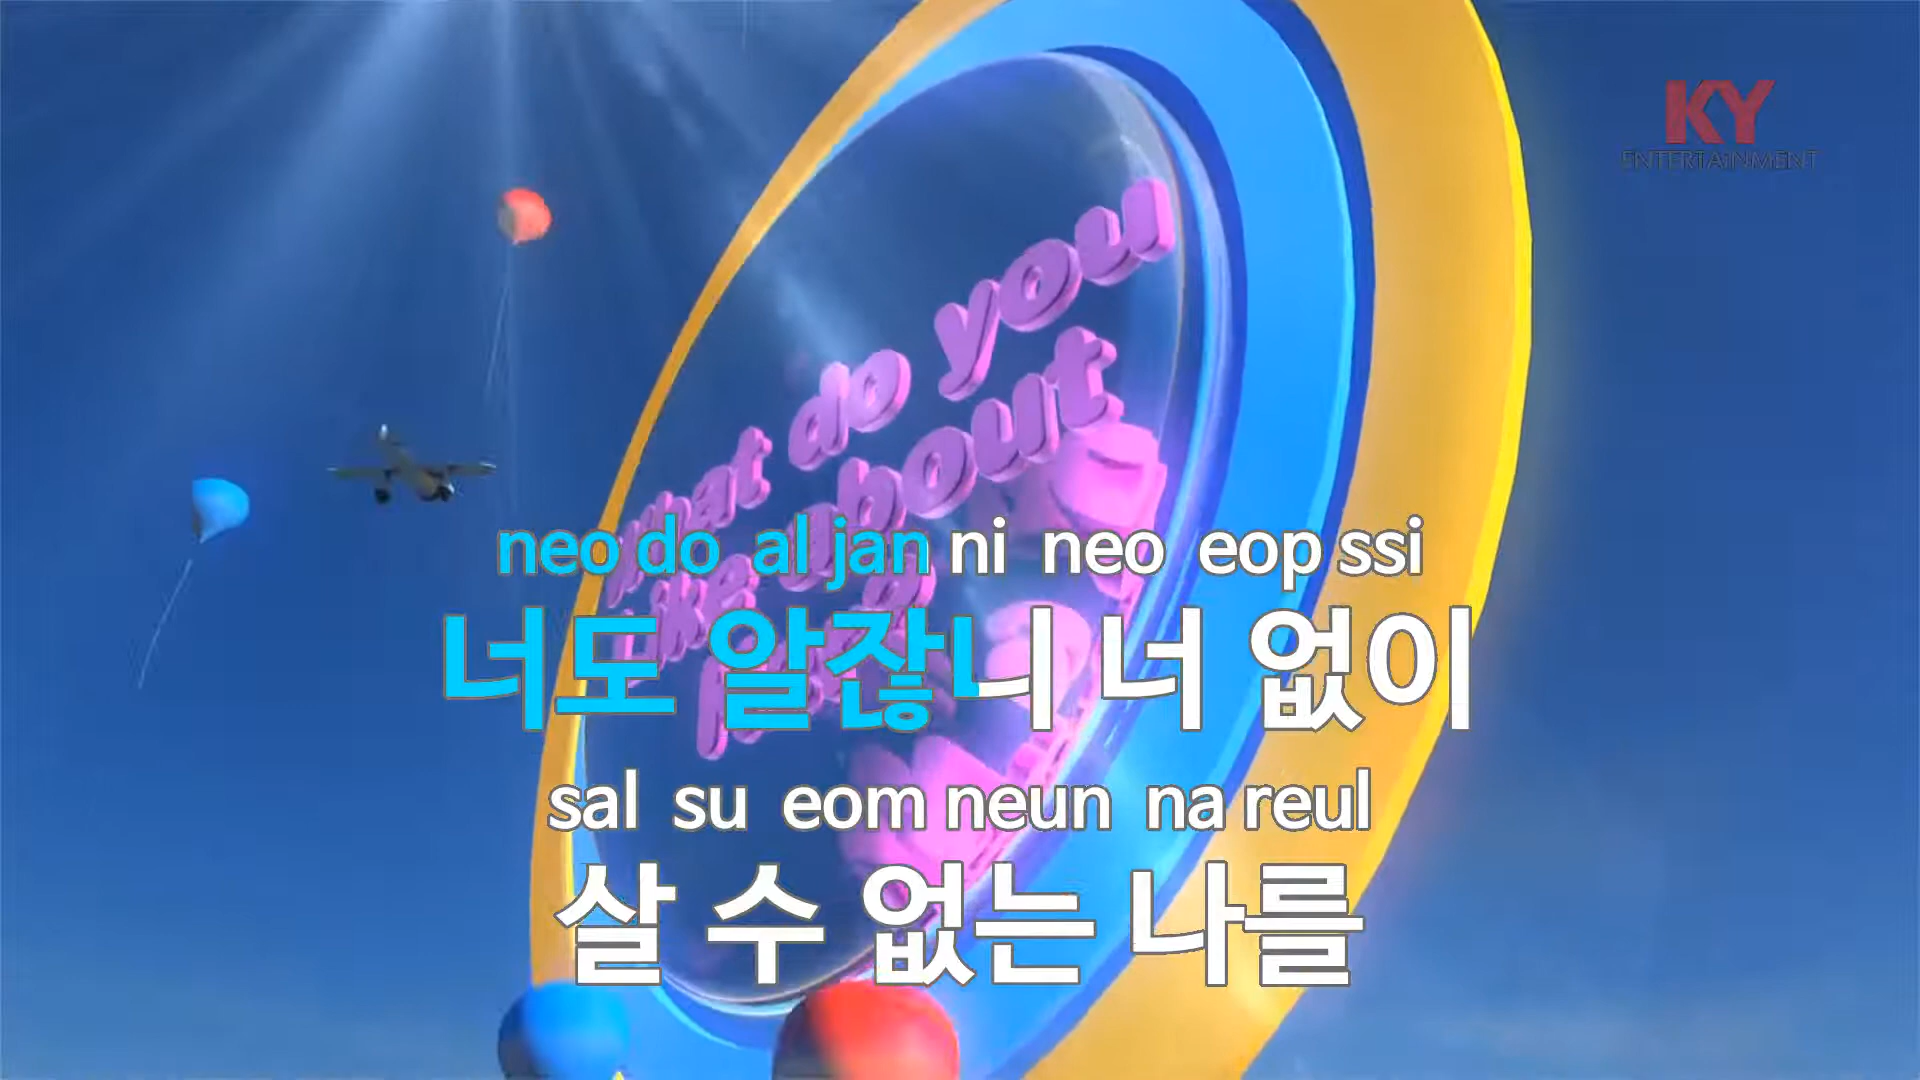 KY
ENTERTAINMENT
What do you
like about
neo do al jan ni neo eop ssi
너도 알잖니 너 없이
sal su eom neun na reul
살 수 없는 나를